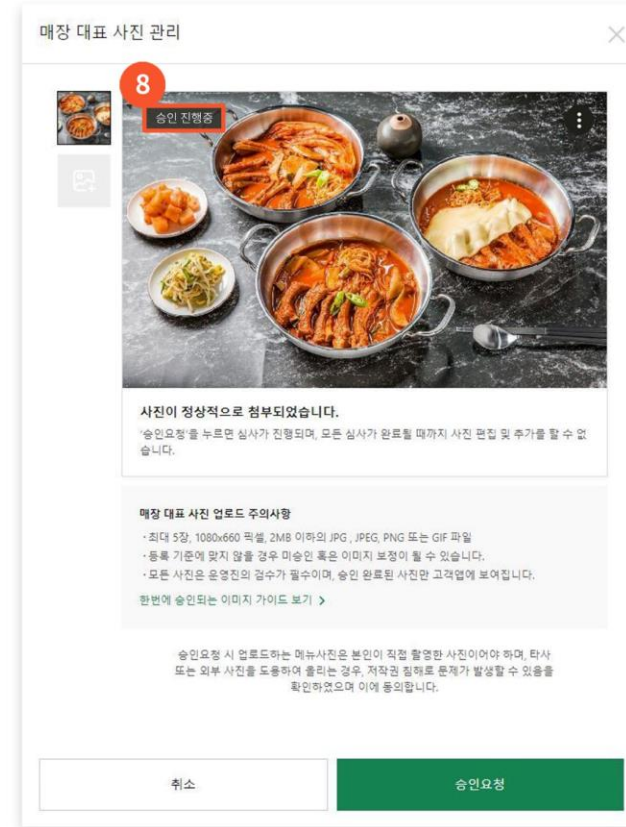 매장 대표 사진 관리
8
승인 진행중
사진이 정상적으로 첨부되었습니다.
'승인요청'을 누르면 심사가 진행되며, 모든 심사가 완료될 때까지 사진 편집 및 추가를 할 수 없
습니다.
매장 대표 사진 업로드 주의사항
· 최대 5장, 1080x660 픽셀, 2MB 이하의 JPG , JPEG, PNG 또는 GIF 파일
· 등록 기준에 맞지 않을 경우 미승인 혹은 이미지 보정이 될 수 있습니다.
· 모든 사진은 운영진의 검수가 필수이며, 승인 완료된 사진만 고객앱에 보여집니다.
한번에 승인되는 이미지 가이드 보기 >
승인요청 시 업로드하는 메뉴사진은 본인이 직접 촬영한 사진이어야 하며, 타사
또는 외부 사진을 도용하여 올리는 경우, 저작권 침해로 문제가 발생할 수 있음을
확인하였으며 이에 동의합니다.
취소
승인요청